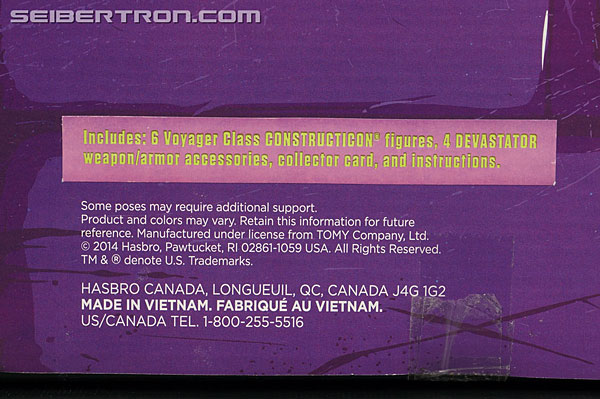 SEIBERTRON.COM
Includes: 6 Voyager Class CONSTRUCTICON® figures, 4 DEVASTATOR
weapon/armor accessories, collector card, and instructions.
Some poses may require additional support.
Product and colors may vary. Retain this information for future
reference. Manufactured under license from TOMY Company, Ltd.
© 2014 Hasbro, Pawtucket, RI 02861-1059 USA. All Rights Reserved.
TM & ® denote U.S. Trademarks.
HASBRO CANADA, LONGUEUIL, QC, CANADA J4G 1G2
MADE IN VIETNAM. FABRIQUÉ AU VIETNAM.
US/CANADA TEL. 1-800-255-5516